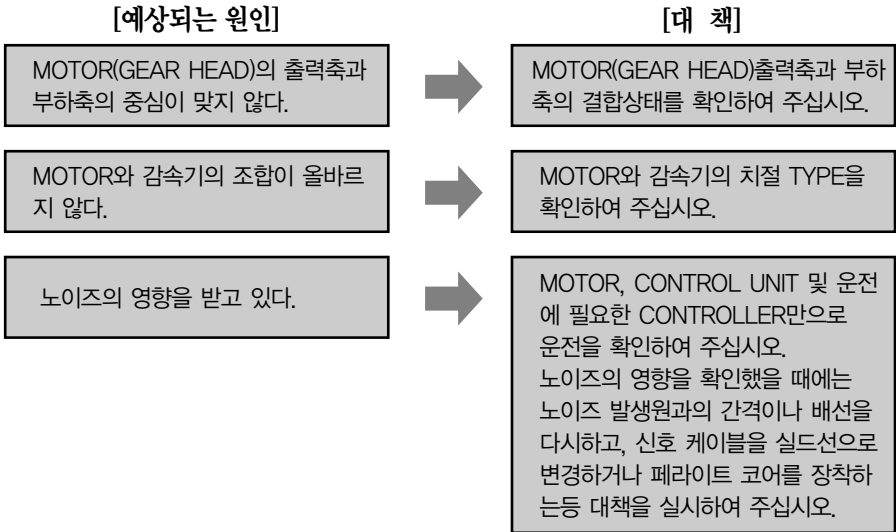 [예상되는 원인]
[대 책]
MOTOR(GEAR HEAD)의 출력축과
부하축의 중심이 맞지 않다.
MOTOR(GEAR HEAD)출력축과 부하
축의 결합상태를 확인하여 주십시오.
MOTOR와 감속기의 조합이 올바르
지 않다.
MOTOR와 감속기의 치절 TYPE을
확인하여 주십시오.
노이즈의 영향을 받고 있다.
MOTOR, CONTROL UNIT 및 운전
에 필요한 CONTROLLER만으로
운전을 확인하여 주십시오.
노이즈의 영향을 확인했을 때에는
노이즈 발생원과의 간격이나 배선을
다시하고, 신호 케이블을 실드선으로
변경하거나 페라이트 코어를 장착하
는등 대책을 실시하여 주십시오.